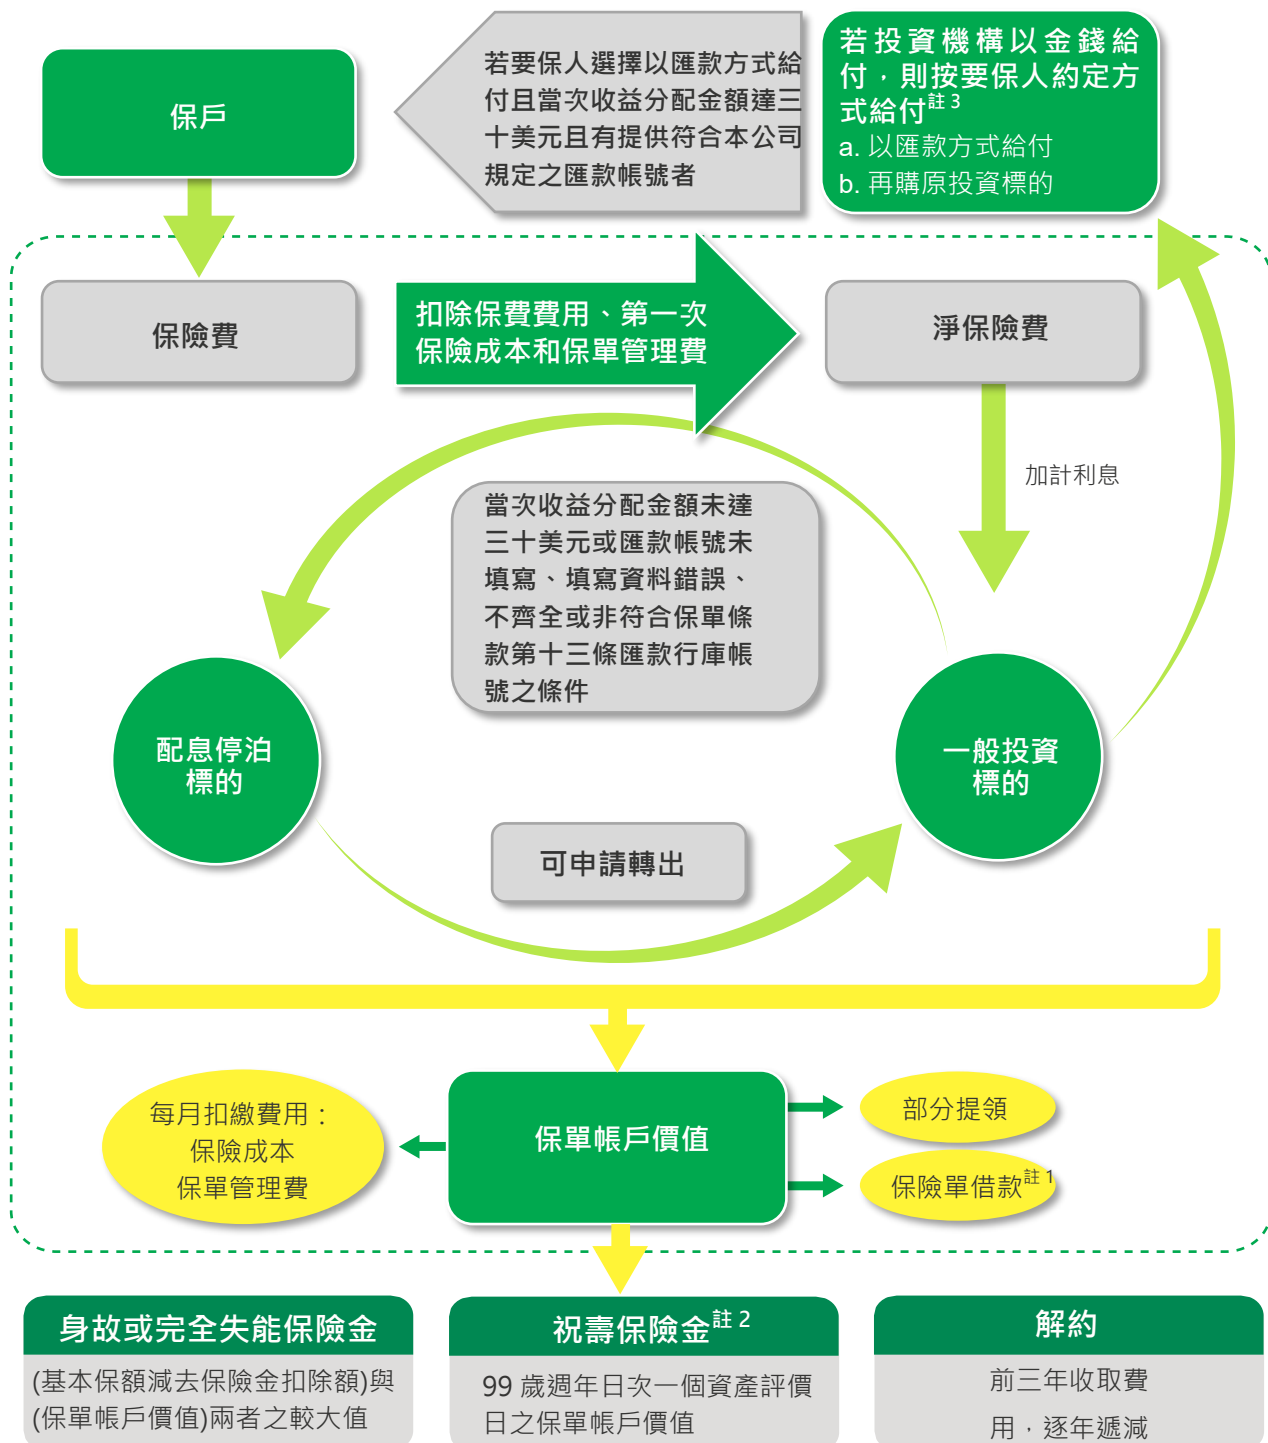 保戶
若要保人選擇以匯款方式給
付且當次收益分配金額達三
十美元且有提供符合本公司
規定之匯款帳號者
若投資機構以金錢給
付，則按要保人約定方
式給付註 3
a. 以匯款方式給付
b. 再購原投資標的
保險費
扣除保費費用、第一次
保險成本和保單管理費
淨保險費
加計利息
當次收益分配金額未達
三十美元或匯款帳號未
填寫、填寫資料錯誤、
不齊全或非符合保單條
款第十三條匯款行庫帳
號之條件
配息停泊
標的
一般投資
標的
可申請轉出
每月扣繳費用：
保險成本
保單管理費
保單帳戶價值
部分提領
保險單借款註 1
身故或完全失能保險金
(基本保額減去保險金扣除額)與
(保單帳戶價值)兩者之較大值
祝壽保險金註 2
99 歲週年日次一個資產評價
日之保單帳戶價值
解約
前三年收取費
用，逐年遞減